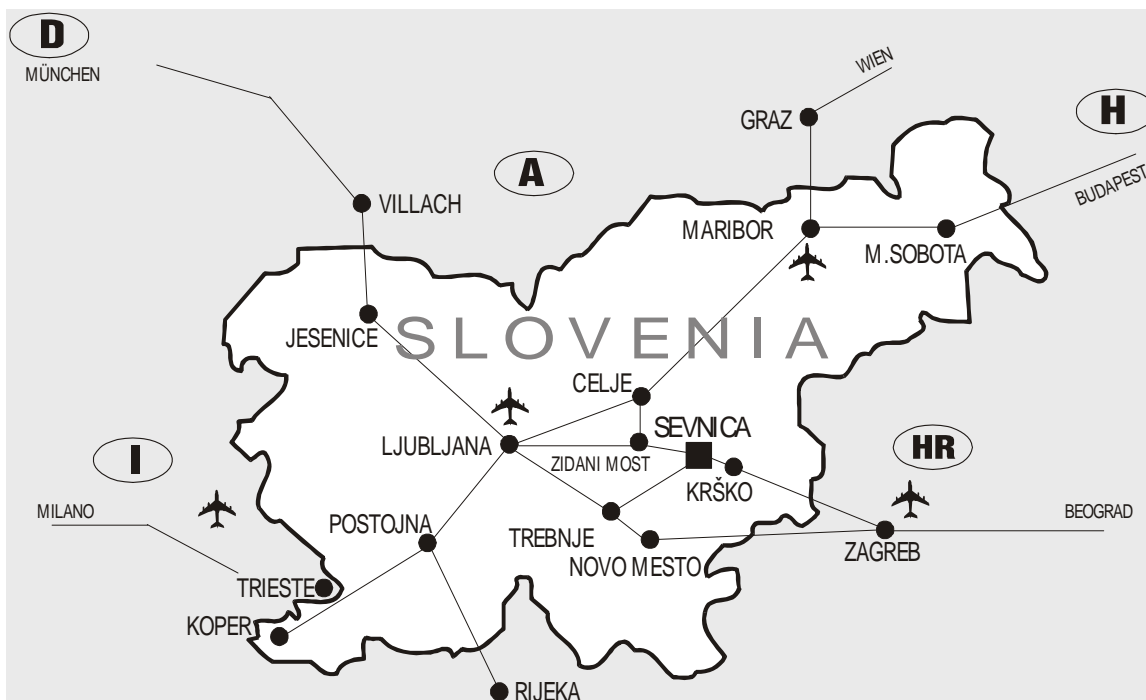 D
MÜNCHEN
WIEN
GRAZ
H
BUDAPEST
A
VILLACH
MARIBOR
M.SOBOTA
JESENICE
SLOVENIA
CELJE
SEVNICA
LJUBLJANA
ZIDANI MOST
KRŠKO
HR
I
MILANO
POSTOJNA
TREBNJE
NOVO MESTO
ZAGREB
BEOGRAD
TRIESTE
KOPER
RIJEKA